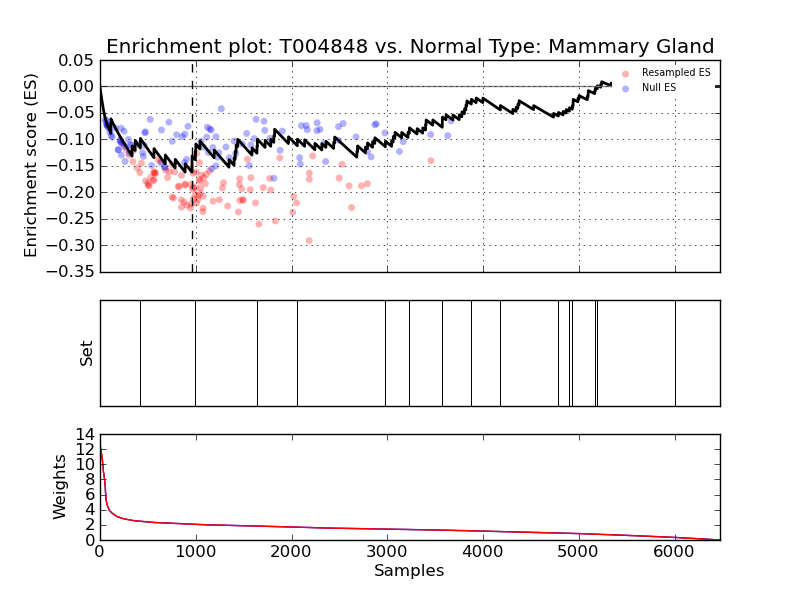 Enrichment plot: T004848 vs. Normal Type: Mammary Gland
Enrichment score (ES)
0.05
0.00
−0.05
−0.10
−0.15
−0.20
−0.25
−0.30
−0.35
Resampled ES
Null ES
Set
Weights
14
12
10
8
6
4
2
0
0 1000 2000 3000 4000 5000 6000
Samples